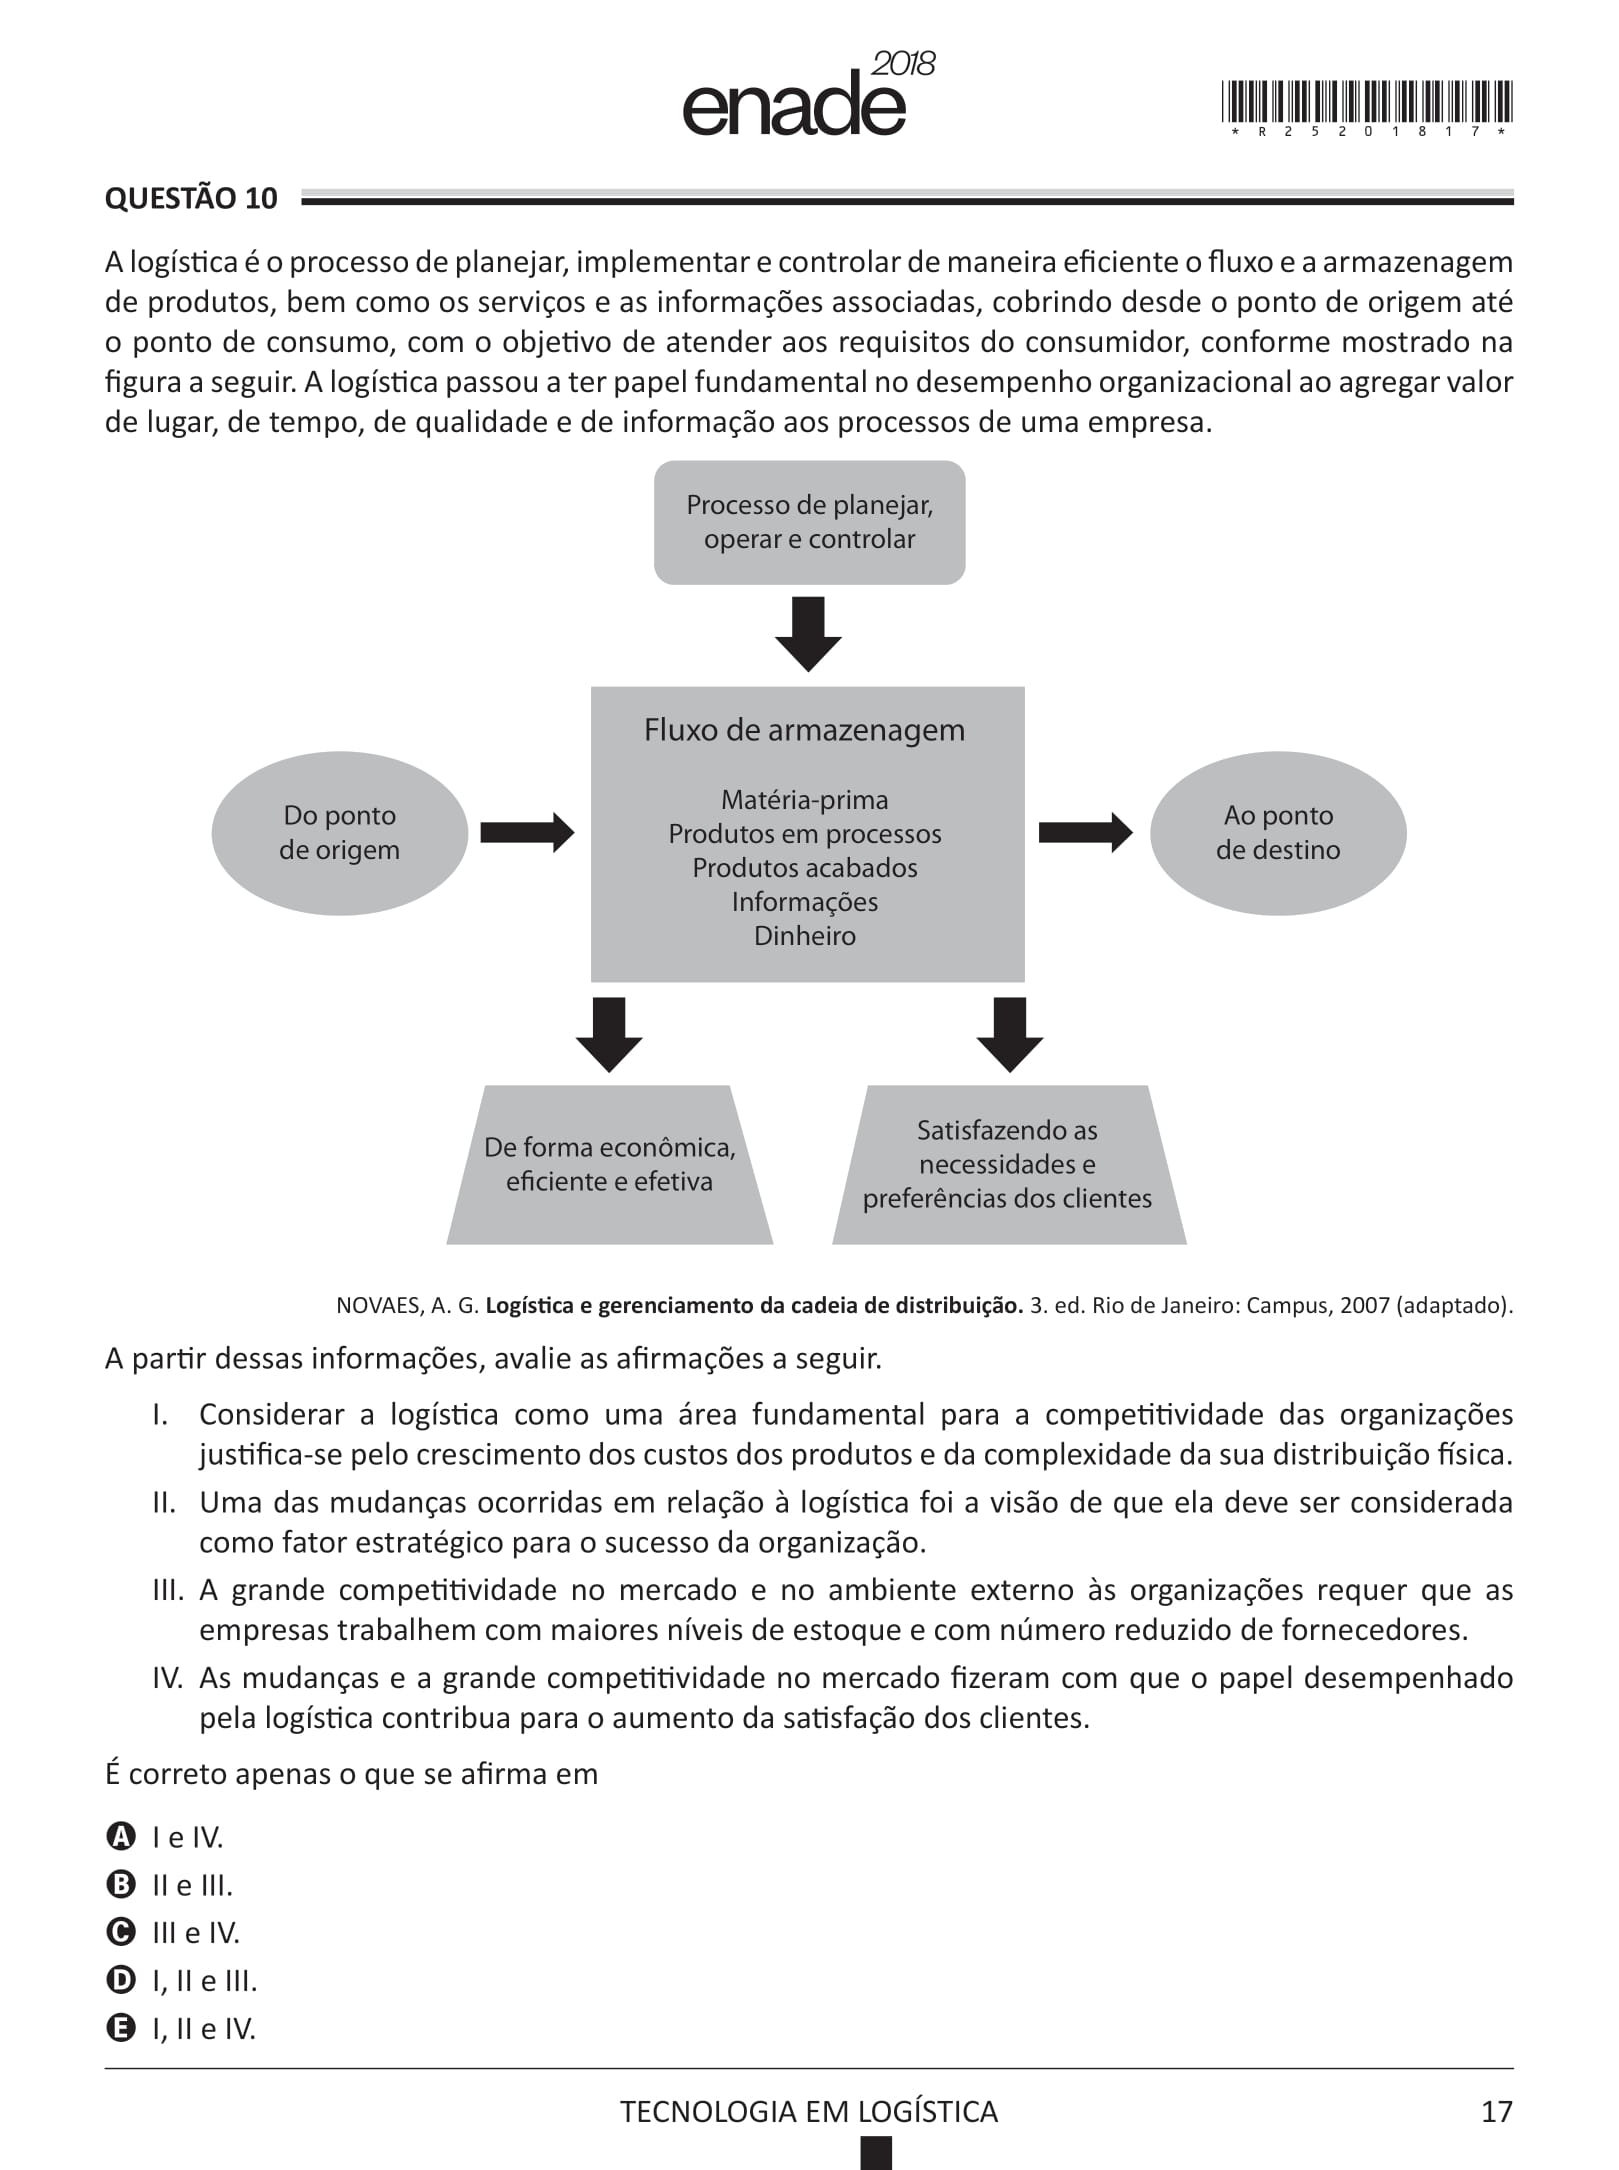 enade 2018
* R 2 5 2 0 1 8 1 7 *
QUESTÃO 10
A logística é o processo de planejar, implementar e controlar de maneira eficiente o fluxo e a armazenagem
de produtos, bem como os serviços e as informações associadas, cobrindo desde o ponto de origem até
o ponto de consumo, com o objetivo de atender aos requisitos do consumidor, conforme mostrado na
figura a seguir. A logística passou a ter papel fundamental no desempenho organizacional ao agregar valor
de lugar, de tempo, de qualidade e de informação aos processos de uma empresa.
Processo de planejar,
operar e controlar
Fluxo de armazenagem
Matéria-prima
Produtos em processos
Produtos acabados
Informações
Dinheiro
Do ponto
de origem
Ao ponto
de destino
De forma econômica,
eficiente e efetiva
Satisfazendo as
necessidades e
preferências dos clientes
NOVAES, A. G. Logística e gerenciamento da cadeia de distribuição. 3. ed. Rio de Janeiro: Campus, 2007 (adaptado).
A partir dessas informações, avalie as afirmações a seguir.
I. Considerar a logística como uma área fundamental para a competitividade das organizações
justifica-se pelo crescimento dos custos dos produtos e da complexidade da sua distribuição física.
II. Uma das mudanças ocorridas em relação à logística foi a visão de que ela deve ser considerada
como fator estratégico para o sucesso da organização.
III. A grande competitividade no mercado e no ambiente externo às organizações requer que as
empresas trabalhem com maiores níveis de estoque e com número reduzido de fornecedores.
IV. As mudanças e a grande competitividade no mercado fizeram com que o papel desempenhado
pela logística contribua para o aumento da satisfação dos clientes.
É correto apenas o que se afirma em
A I e IV.
B II e III.
C III e IV.
D I, II e III.
E I, II e IV.
TECNOLOGIA EM LOGÍSTICA
17